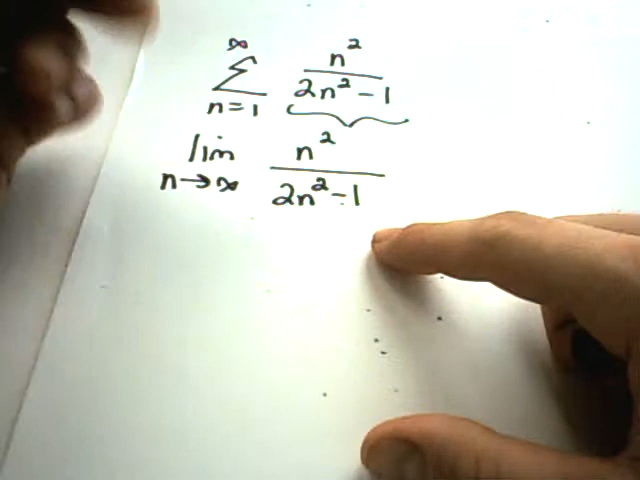 ∞
∑ n² / (2n² − 1)
n = 1
lim n² / (2n² − 1)
n → ∞